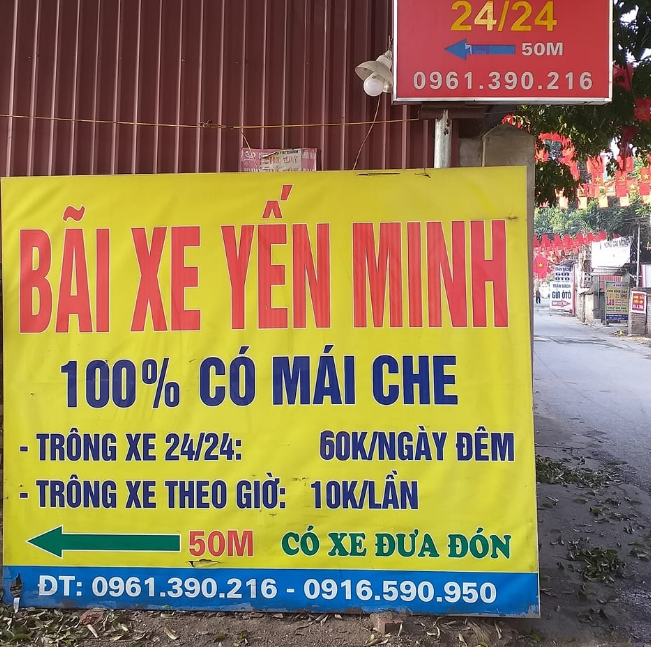 24/24
50M
0961.390.216
BÃI XE YẾN MINH
100% CÓ MÁI CHE
- TRÔNG XE 24/24: 60K/NGÀY ĐÊM
- TRÔNG XE THEO GIỜ: 10K/LẦN
50M CÓ XE ĐƯA ĐÓN
ĐT: 0961.390.216 - 0916.590.950
GỬI ÔTÔ